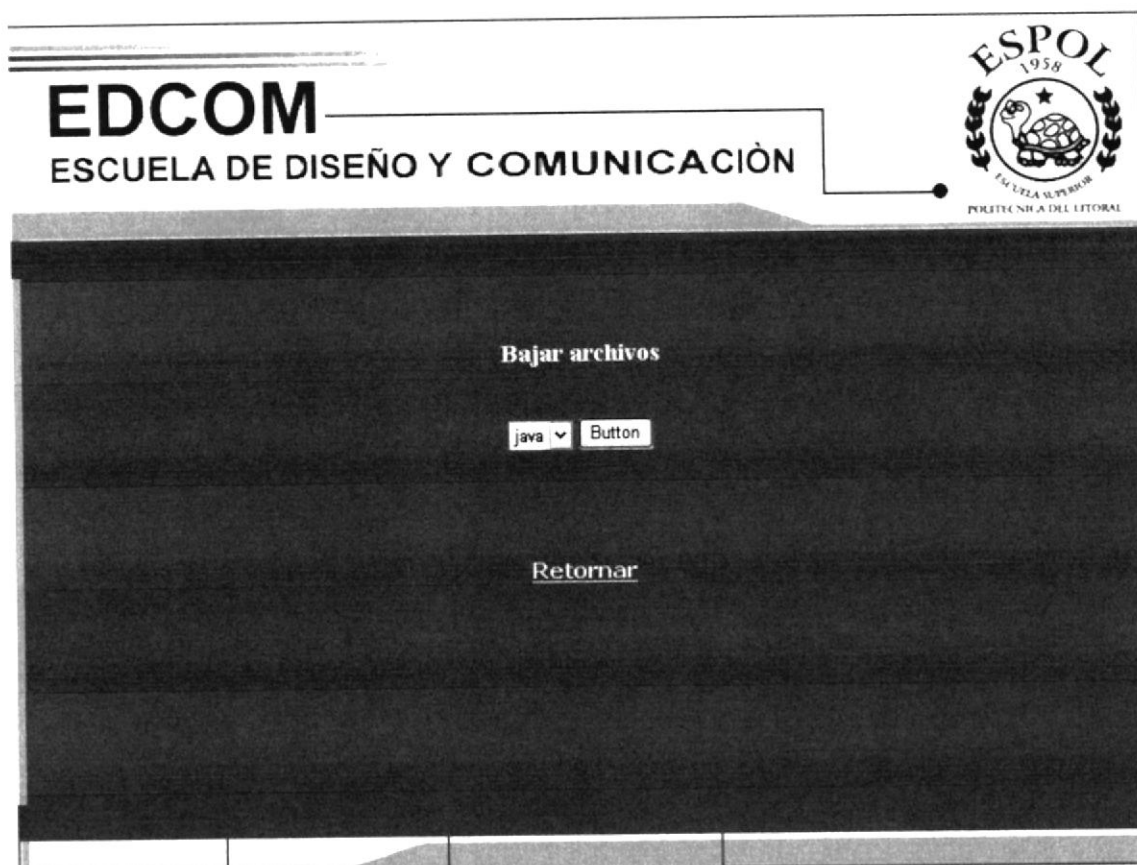 ESPOL
1958
EDCOM
ESCUELA DE DISEÑO Y COMUNICACIÒN
ESCUELA SUPERIOR
POLITECNICA DEL LITORAL
Bajar archivos
java Button
Retornar